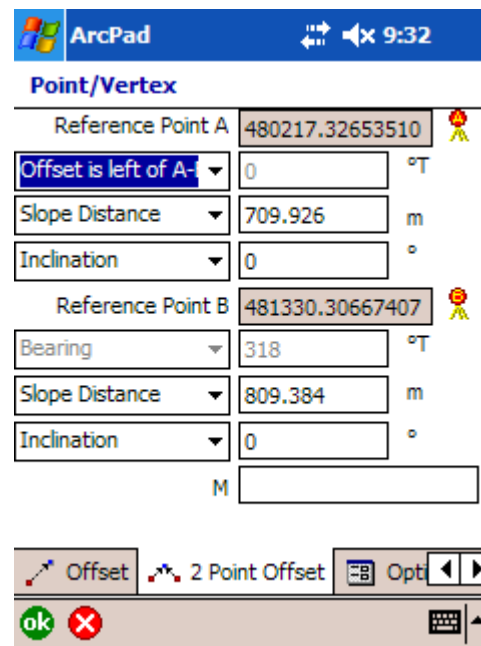 ArcPad 9:32
Point/Vertex
Reference Point A 480217.32653510
Offset is left of A- 0 °T
Slope Distance 709.926 m
Inclination 0 °
Reference Point B 481330.30667407
Bearing 318 °T
Slope Distance 809.384 m
Inclination 0 °
M
Offset 2 Point Offset Opti
ok